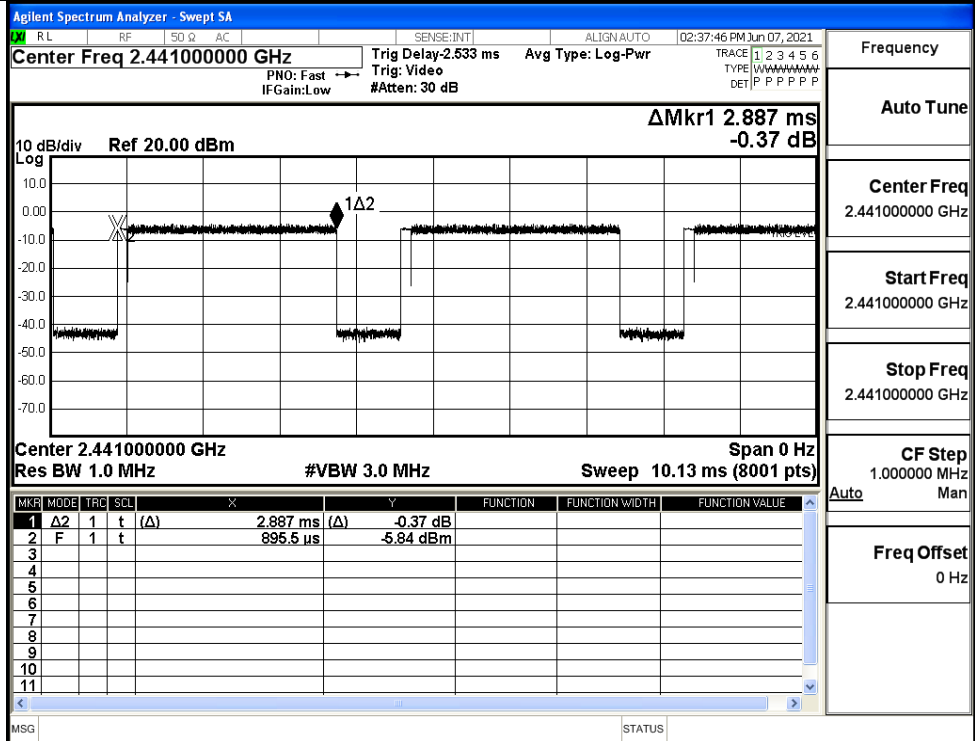 Agilent Spectrum Analyzer - Swept SA
LXI RL RF 50 Ω AC SENSE:INT ALIGN AUTO 02:37:46 PM Jun 07, 2021
Center Freq 2.441000000 GHz
PNO: Fast
IFGain:Low
Trig Delay-2.533 ms
Trig: Video
#Atten: 30 dB
Avg Type: Log-Pwr
TRACE 1 2 3 4 5 6
TYPE WWWWWW
DET P P P P P P
ΔMkr1 2.887 ms
-0.37 dB
10 dB/div Ref 20.00 dBm
Log
10.0
0.00
-10.0
-20.0
-30.0
-40.0
-50.0
-60.0
-70.0
1Δ2
2
Center 2.441000000 GHz Span 0 Hz
Res BW 1.0 MHz #VBW 3.0 MHz Sweep 10.13 ms (8001 pts)
MKR MODE TRC SCL X Y FUNCTION FUNCTION WIDTH FUNCTION VALUE
1 Δ2 1 t (Δ) 2.887 ms (Δ) -0.37 dB
2 F 1 t 895.5 µs -5.84 dBm
3
4
5
6
7
8
9
10
11
MSG STATUS
Frequency
Auto Tune
Center Freq
2.441000000 GHz
Start Freq
2.441000000 GHz
Stop Freq
2.441000000 GHz
CF Step
1.000000 MHz
Auto Man
Freq Offset
0 Hz